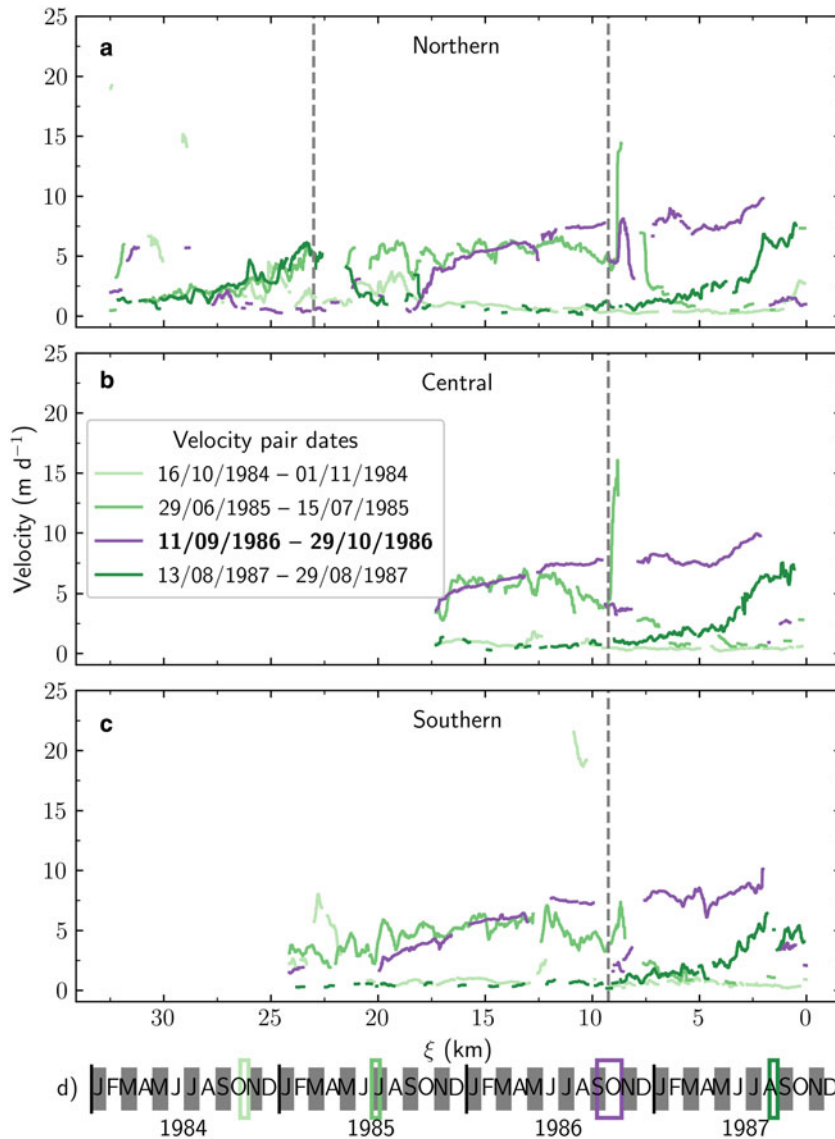 a
Northern
25
20
15
10
5
0
b
Central
25
20
15
10
5
0
Velocity pair dates
16/10/1984 – 01/11/1984
29/06/1985 – 15/07/1985
11/09/1986 – 29/10/1986
13/08/1987 – 29/08/1987
Velocity (m d⁻¹)
c
Southern
25
20
15
10
5
0
30 25 20 15 10 5 0
ξ (km)
d) JFMAMJJASOND JFMAMJJASOND JFMAMJJASOND JFMAMJJASOND
1984 1985 1986 1987